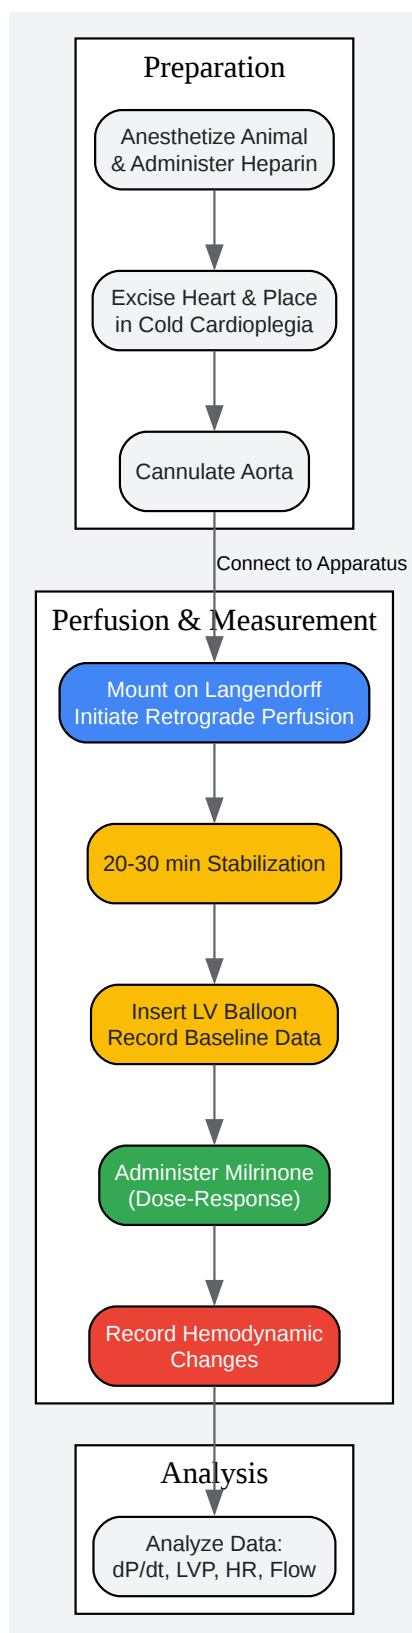 Preparation
Anesthetize Animal
& Administer Heparin
Excise Heart & Place
in Cold Cardioplegia
Cannulate Aorta
Connect to Apparatus
Perfusion & Measurement
Mount on Langendorff
Initiate Retrograde Perfusion
20-30 min Stabilization
Insert LV Balloon
Record Baseline Data
Administer Milrinone
(Dose-Response)
Record Hemodynamic
Changes
Analysis
Analyze Data:
dP/dt, LVP, HR, Flow